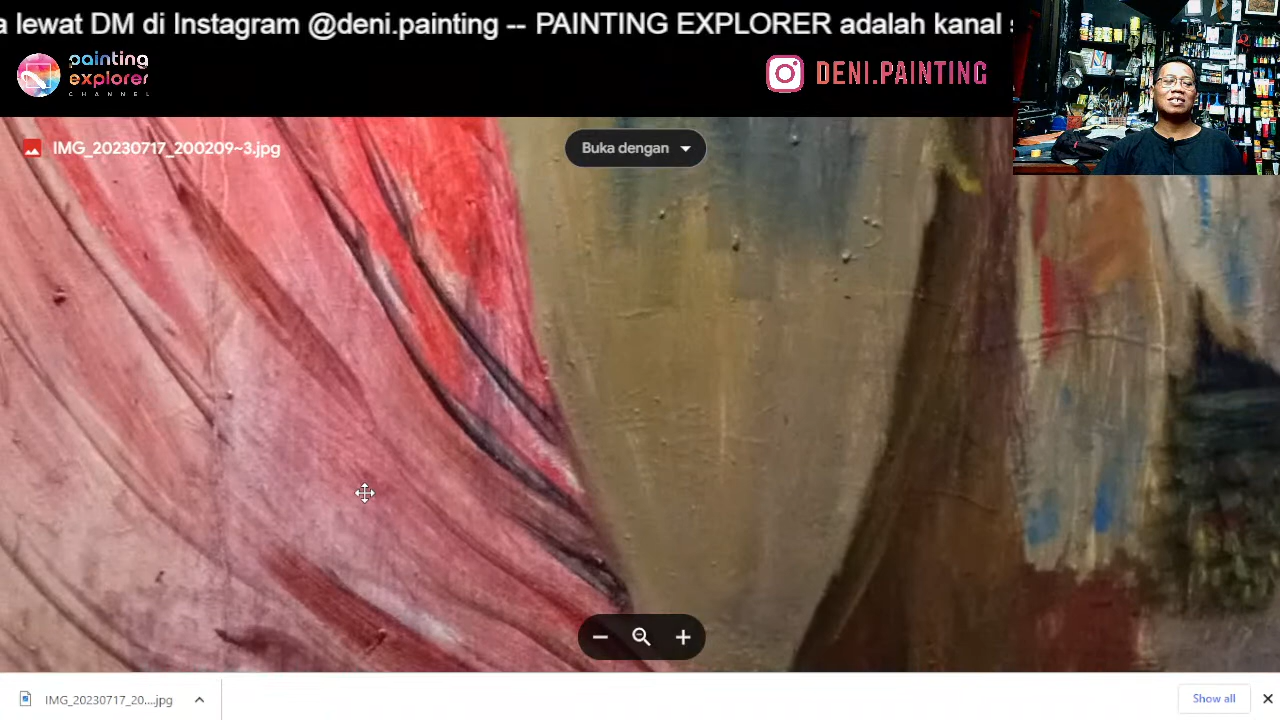 a lewat DM di Instagram @deni.painting -- PAINTING EXPLORER adalah kanal
painting
explorer
CHANNEL
DENI.PAINTING
IMG_20230717_200209~3.jpg
Buka dengan
IMG_20230717_20....jpg
Show all